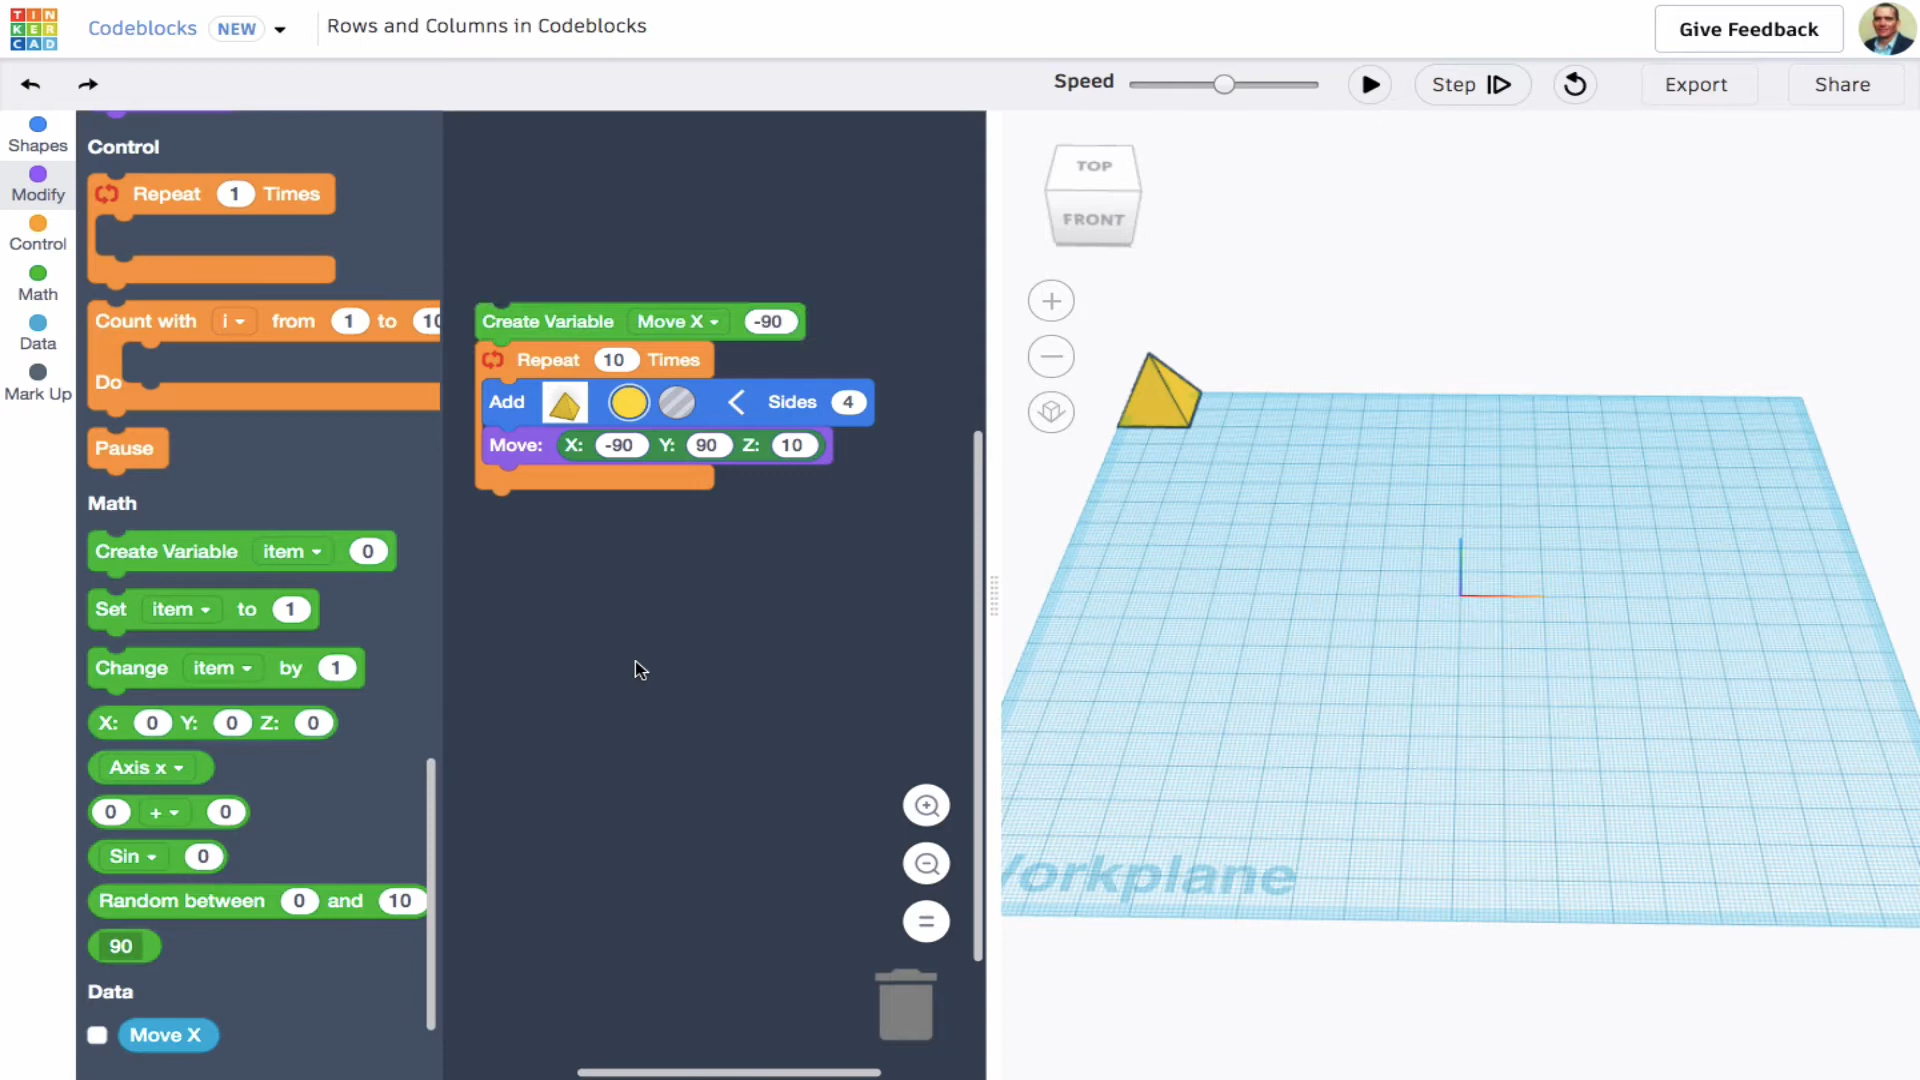 TIN
KER
CAD
Codeblocks NEW
Rows and Columns in Codeblocks
Give Feedback
Speed
Step
Export
Share
Shapes
Modify
Control
Math
Data
Mark Up
Control
Repeat 1 Times
Count with i from 1 to 10
Do
Pause
Math
Create Variable item 0
Set item to 1
Change item by 1
X: 0 Y: 0 Z: 0
Axis x
0 + 0
Sin 0
Random between 0 and 10
90
Data
Move X
Create Variable Move X -90
Repeat 10 Times
Add Sides 4
Move: X: -90 Y: 90 Z: 10
=
TOP
FRONT
Workplane